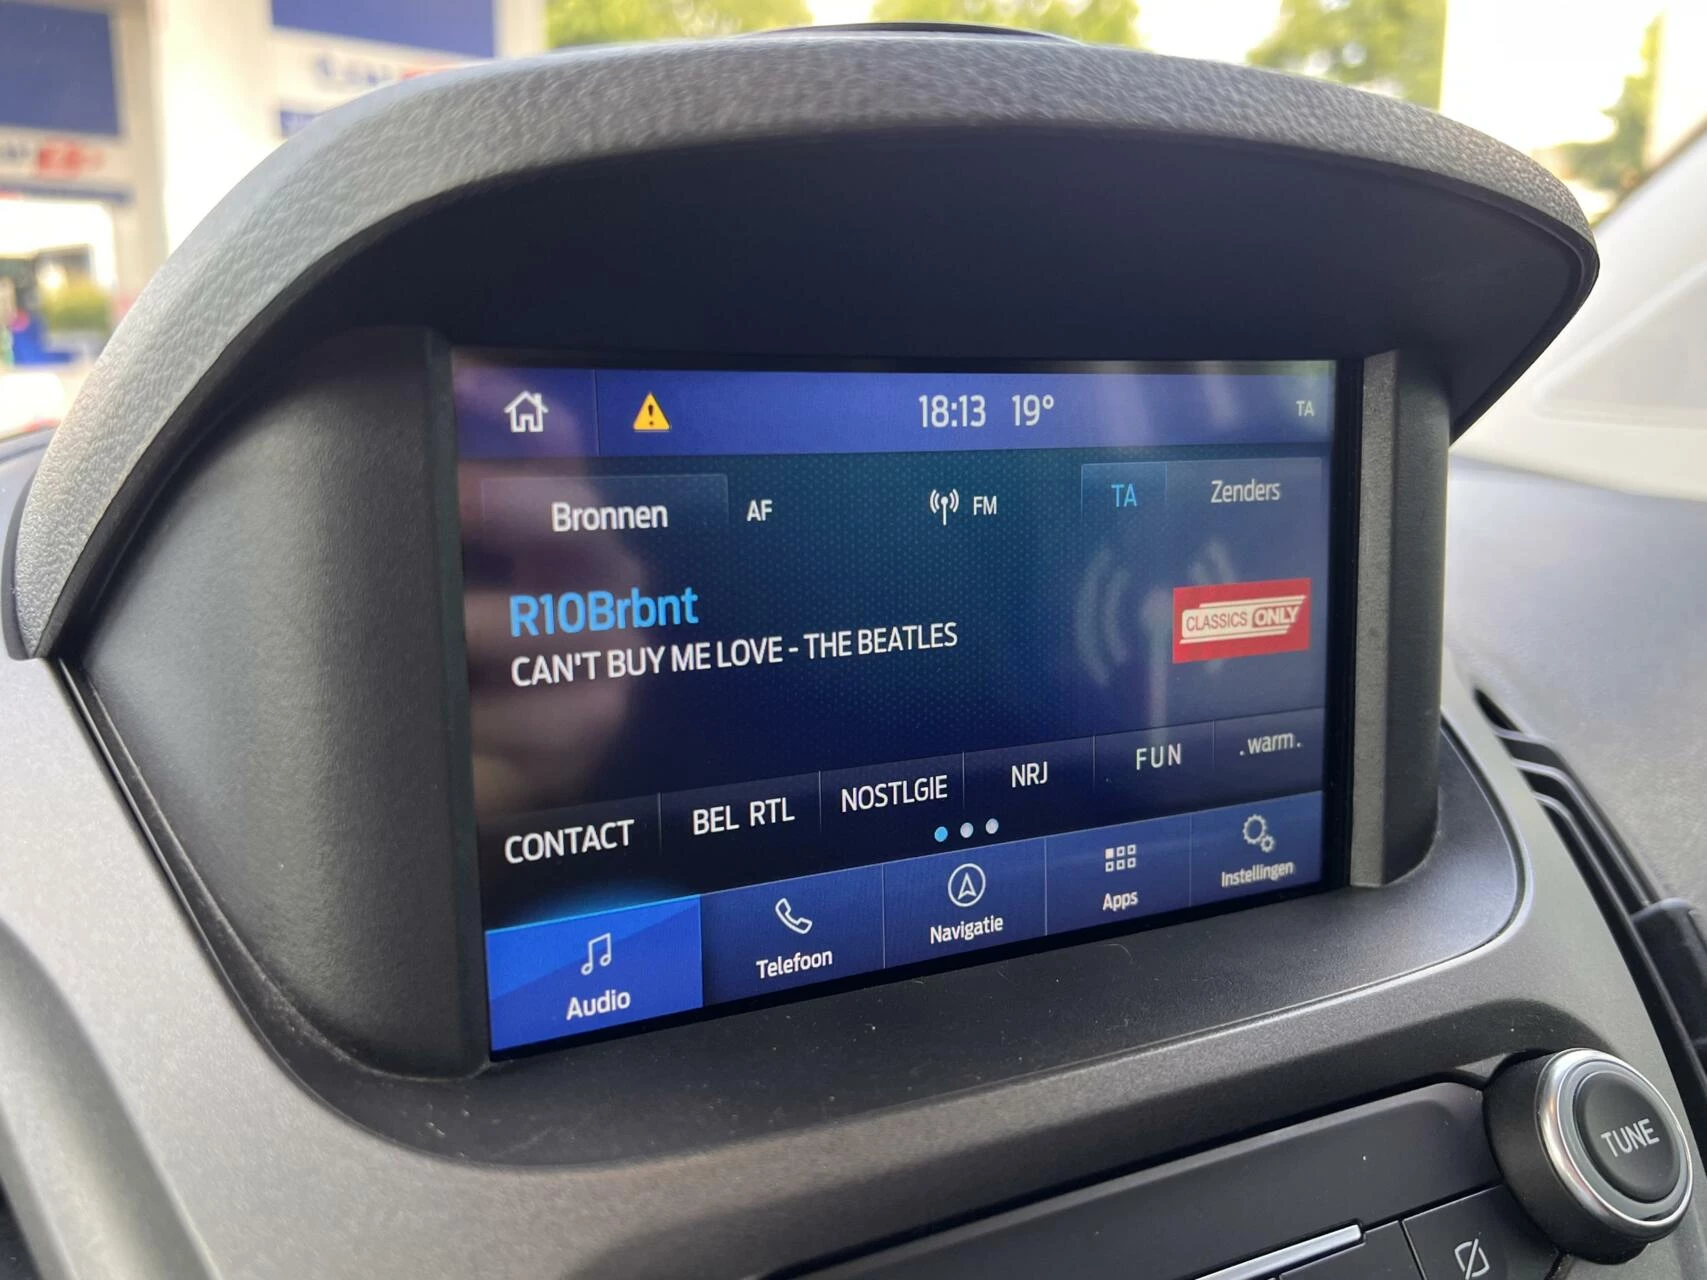 18:13 19°
TA
Bronnen
AF
FM
TA
Zenders
R10Brbnt
CAN'T BUY ME LOVE - THE BEATLES
CLASSICS ONLY
CONTACT
BEL RTL
NOSTLGIE
NRJ
FUN
.warm.
Audio
Telefoon
Navigatie
Apps
Instellingen
TUNE